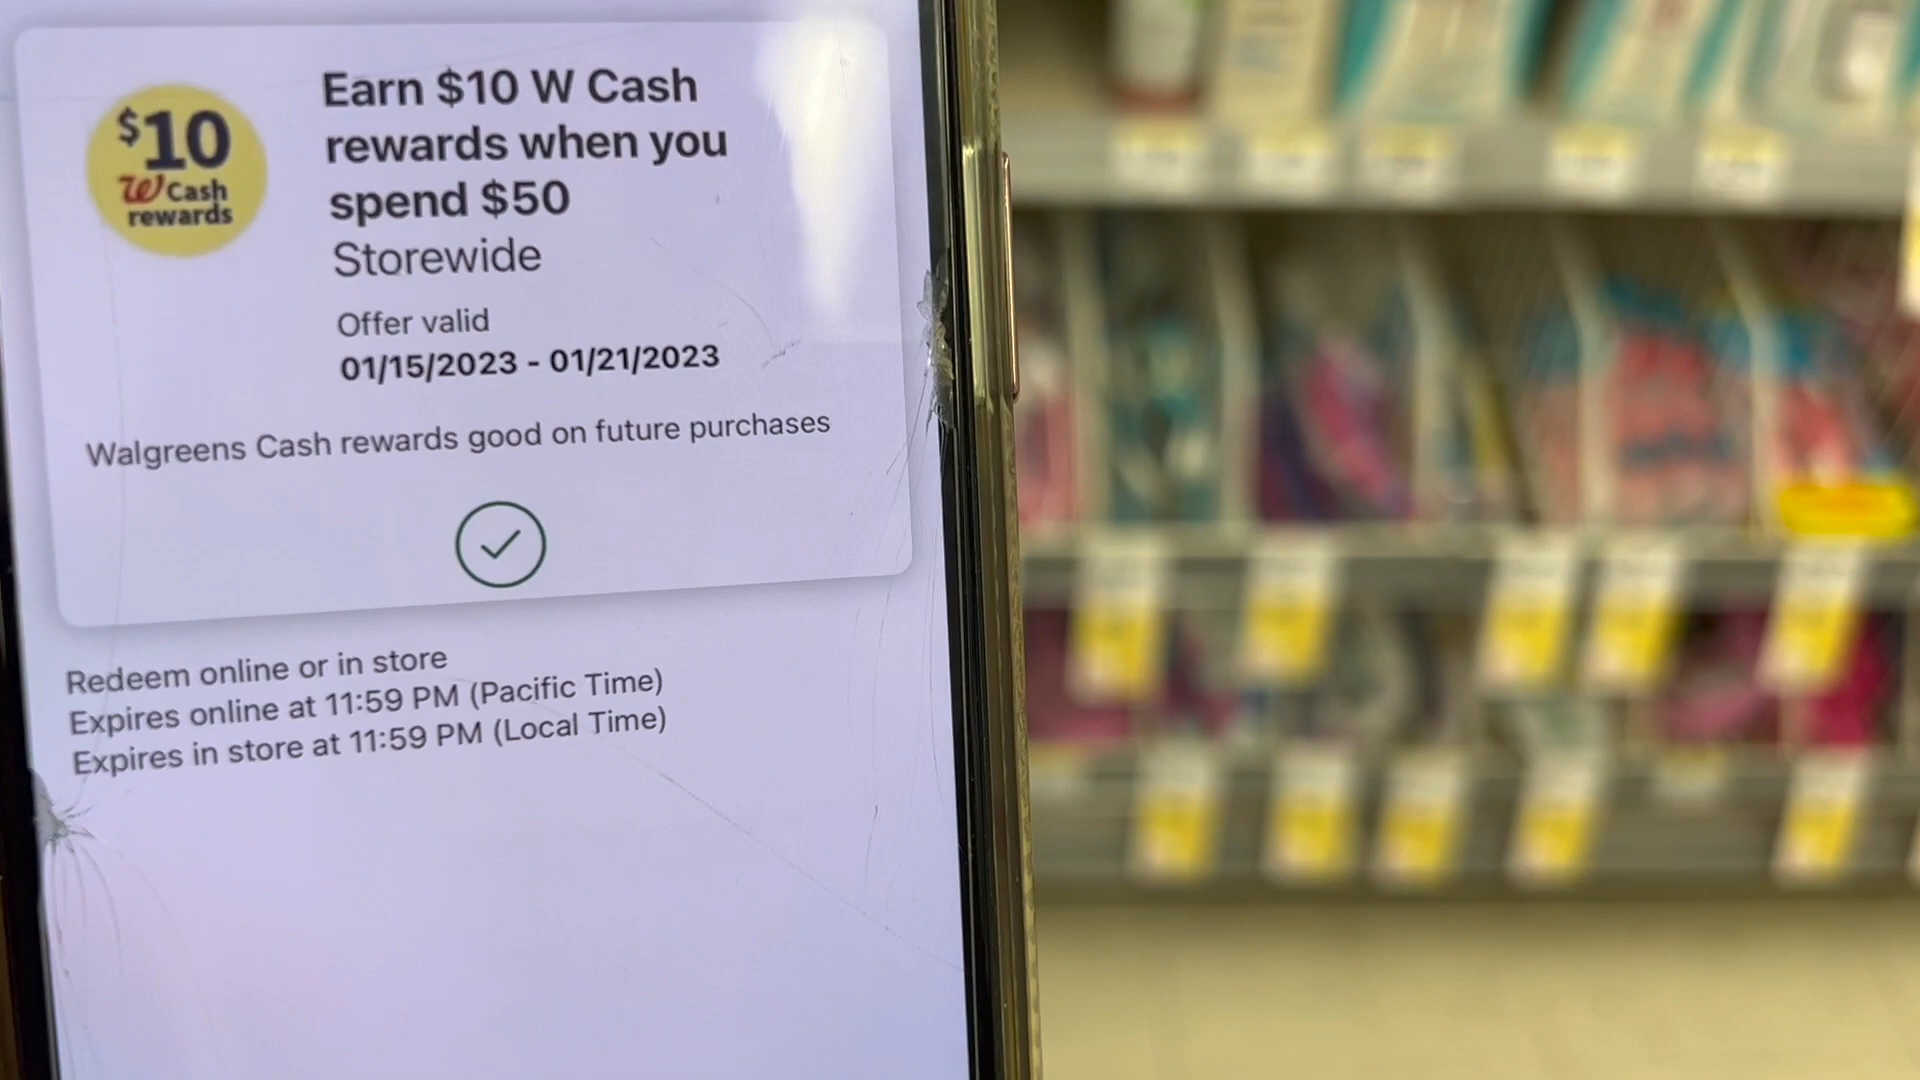 $10
W Cash
rewards
Earn $10 W Cash
rewards when you
spend $50
Storewide
Offer valid
01/15/2023 - 01/21/2023
Walgreens Cash rewards good on future purchases
Redeem online or in store
Expires online at 11:59 PM (Pacific Time)
Expires in store at 11:59 PM (Local Time)